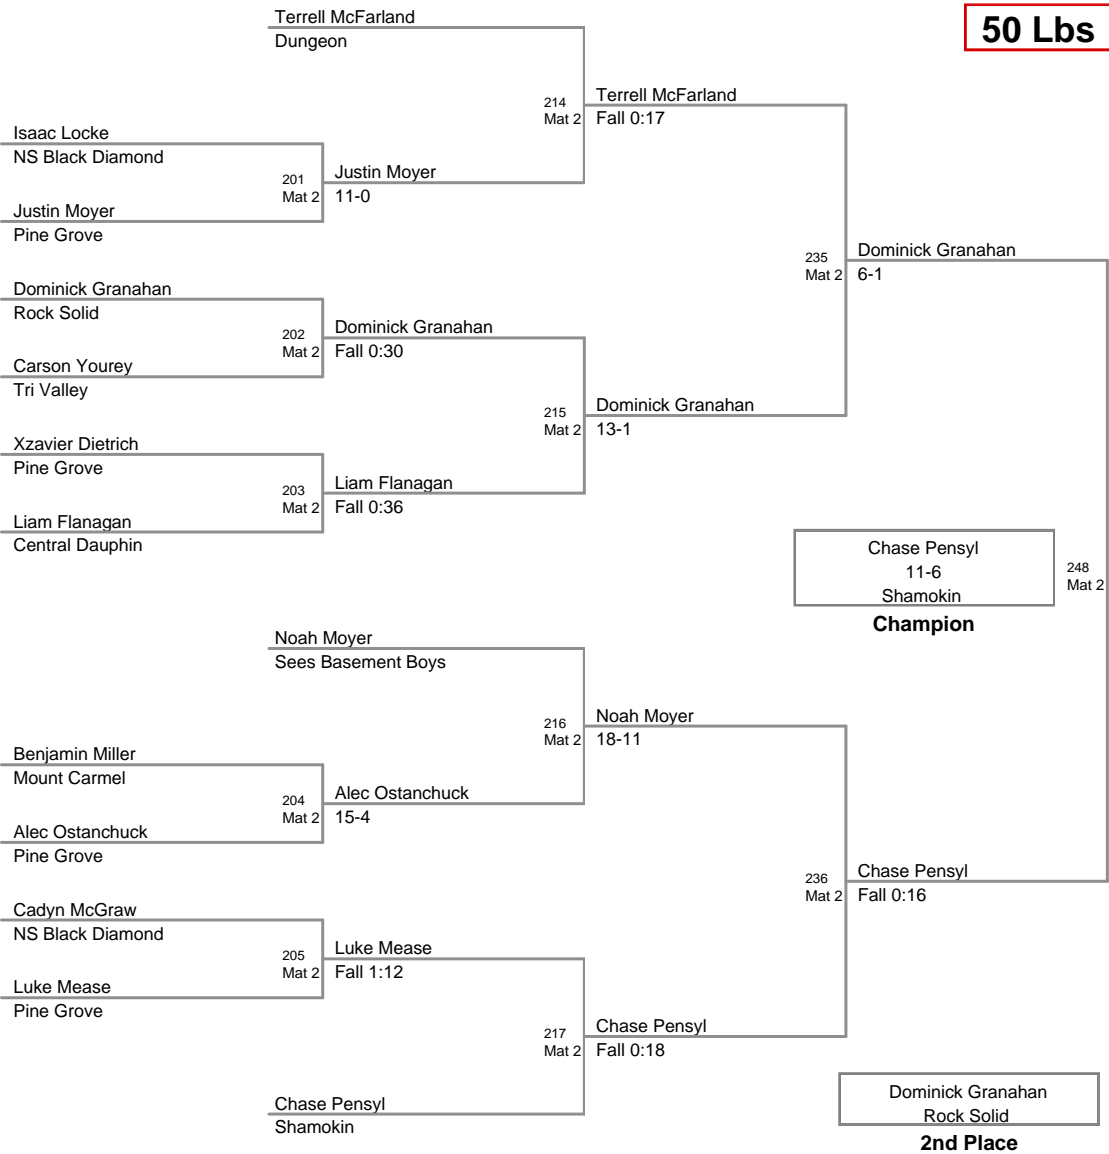 50 Lbs
Terrell McFarland
Dungeon
214
Mat 2
Terrell McFarland
Fall 0:17
Isaac Locke
NS Black Diamond
201
Mat 2
Justin Moyer
11-0
Justin Moyer
Pine Grove
235
Mat 2
Dominick Granahan
6-1
Dominick Granahan
Rock Solid
202
Mat 2
Dominick Granahan
Fall 0:30
Carson Yourey
Tri Valley
215
Mat 2
Dominick Granahan
13-1
Xzavier Dietrich
Pine Grove
203
Mat 2
Liam Flanagan
Fall 0:36
Liam Flanagan
Central Dauphin
Chase Pensyl
11-6
Shamokin
Champion
248
Mat 2
Noah Moyer
Sees Basement Boys
216
Mat 2
Noah Moyer
18-11
Benjamin Miller
Mount Carmel
204
Mat 2
Alec Ostanchuck
15-4
Alec Ostanchuck
Pine Grove
236
Mat 2
Chase Pensyl
Fall 0:16
Cadyn McGraw
NS Black Diamond
205
Mat 2
Luke Mease
Fall 1:12
Luke Mease
Pine Grove
217
Mat 2
Chase Pensyl
Fall 0:18
Chase Pensyl
Shamokin
Dominick Granahan
Rock Solid
2nd Place